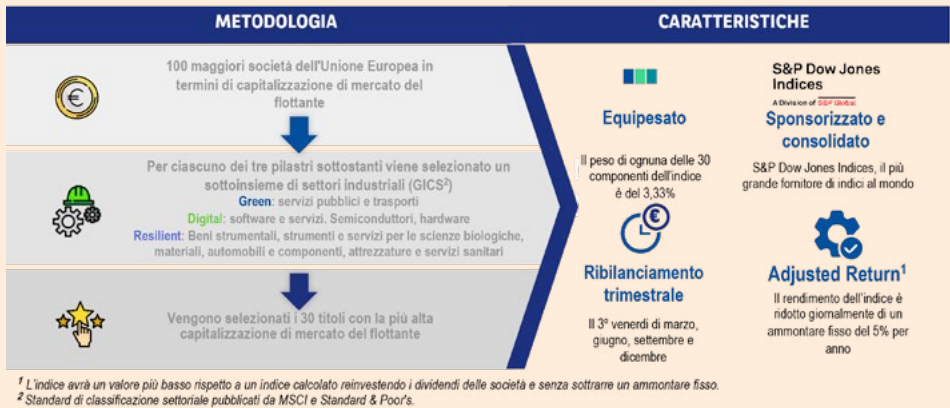 METODOLOGIA
100 maggiori società dell'Unione Europea in
termini di capitalizzazione di mercato del
flottante
Per ciascuno dei tre pilastri sottostanti viene selezionato un
sottoinsieme di settori industriali (GICS²)
Green: servizi pubblici e trasporti
Digital: software e servizi. Semiconduttori, hardware
Resilient: Beni strumentali, strumenti e servizi per le scienze biologiche,
materiali, automobili e componenti, attrezzature e servizi sanitari
Vengono selezionati i 30 titoli con la più alta
capitalizzazione di mercato del flottante
CARATTERISTICHE
Equipesato
Il peso di ognuna delle 30
componenti dell'indice
è del 3,33%
S&P Dow Jones
Indices
A Division of S&P Global
Sponsorizzato e
consolidato
S&P Dow Jones Indices, il più
grande fornitore di indici al mondo
Ribilanciamento
trimestrale
Il 3º venerdi di marzo,
giugno, settembre e
dicembre
Adjusted Return¹
Il rendimento dell'indice è
ridotto giornalmente di un
ammontare fisso del 5% per
anno
¹ L'indice avrà un valore più basso rispetto a un indice calcolato reinvestendo i dividendi delle società e senza sottrarre un ammontare fisso.
² Standard di classificazione settoriale pubblicati da MSCI e Standard & Poor's.